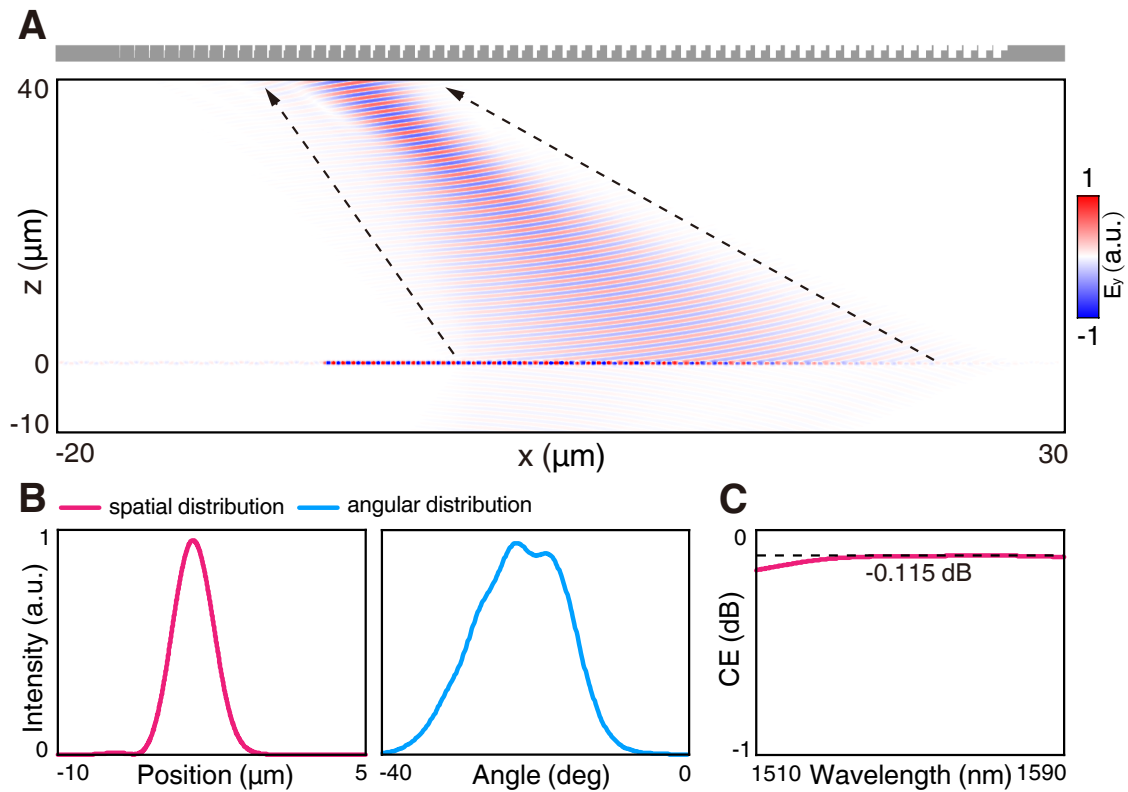 A
40
z (μm)
0
-10
-20
x (μm)
30
1
E_y (a.u.)
-1
B
spatial distribution
angular distribution
1
Intensity (a.u.)
0
-10
Position (μm)
5
-40
Angle (deg)
0
C
0
-0.115 dB
CE (dB)
-1
1510
Wavelength (nm)
1590